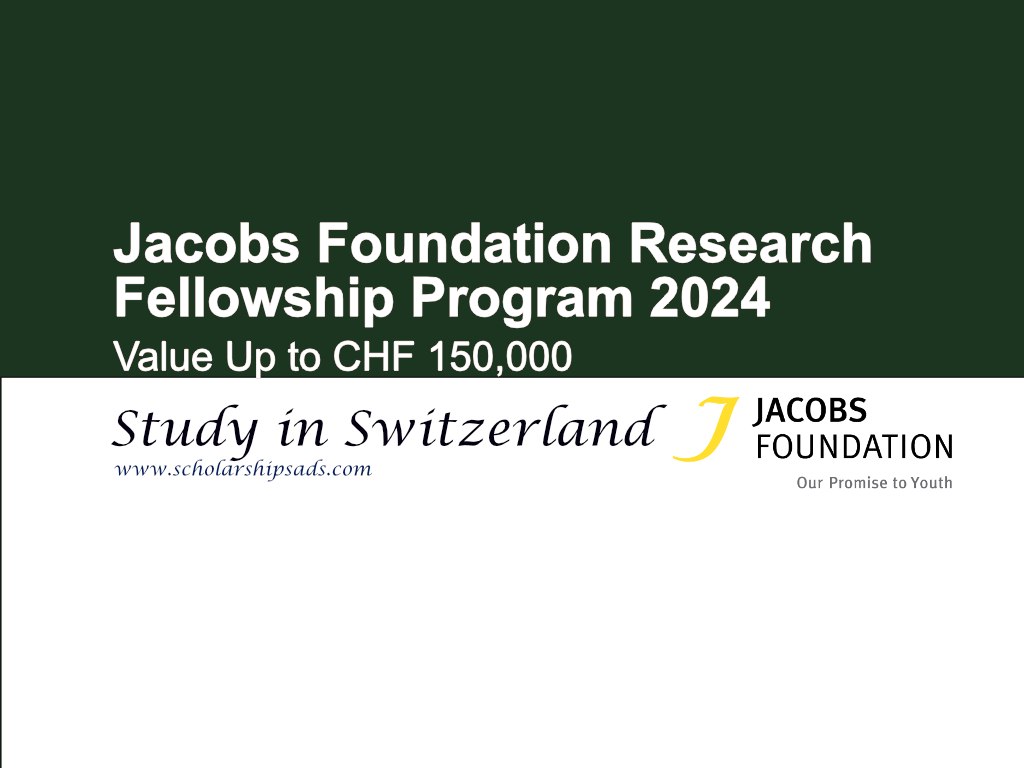 Jacobs Foundation Research
Fellowship Program 2024
Value Up to CHF 150,000
Study in Switzerland
www.scholarshipsads.com
J JACOBS
FOUNDATION
Our Promise to Youth